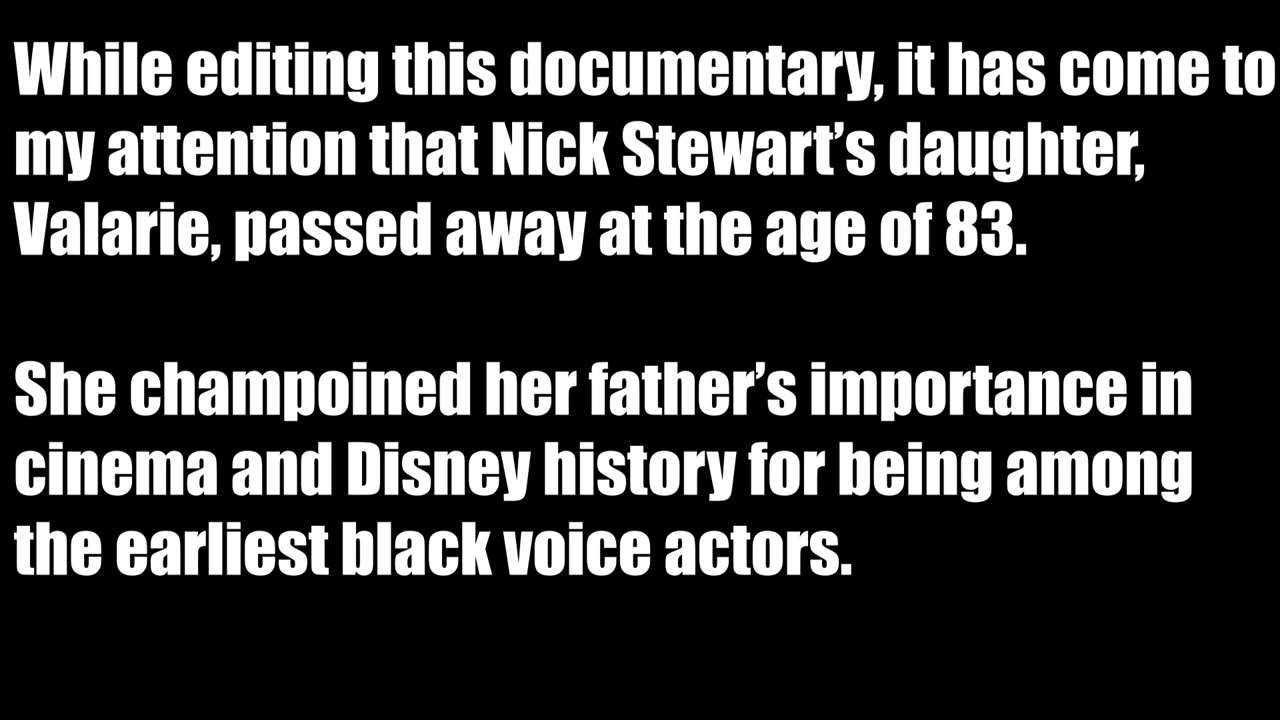 While editing this documentary, it has come to
my attention that Nick Stewart’s daughter,
Valarie, passed away at the age of 83.
She champoined her father’s importance in
cinema and Disney history for being among
the earliest black voice actors.